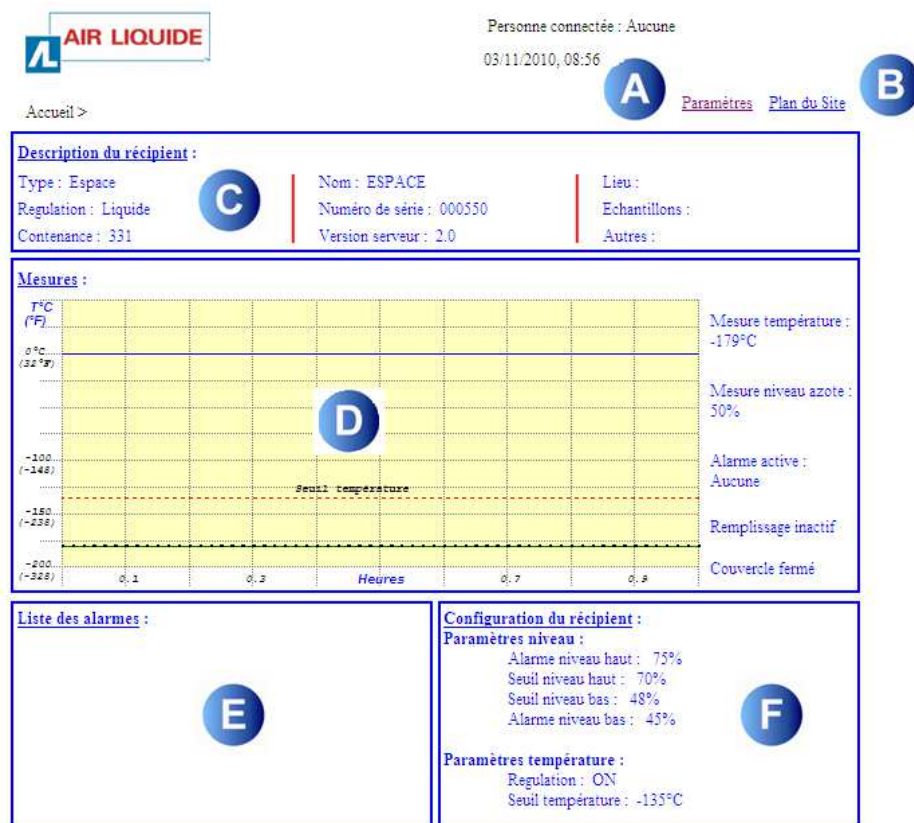 AIR LIQUIDE
AL
Personne connectée : Aucune
03/11/2010, 08:56
A
B
Paramètres Plan du Site
Accueil >
Description du récipient :
Type : Espace
Nom : ESPACE
Lieu :
Regulation : Liquide
Numéro de série : 000550
Echantillons :
Contenance : 331
Version serveur : 2.0
Autres :
C
Mesures :
T°C
(°F)
0°C
(32°F)
-100
(-148)
-150
(-238)
-200
(-328)
Seuil température
0.1 0.3 Heures 0.7 0.9
D
Mesure température :
-179°C
Mesure niveau azote :
50%
Alarme active :
Aucune
Remplissage inactif
Couvercle fermé
Liste des alarmes :
E
Configuration du récipient :
Paramètres niveau :
Alarme niveau haut : 75%
Seuil niveau haut : 70%
Seuil niveau bas : 48%
Alarme niveau bas : 45%
F
Paramètres température :
Regulation : ON
Seuil température : -135°C